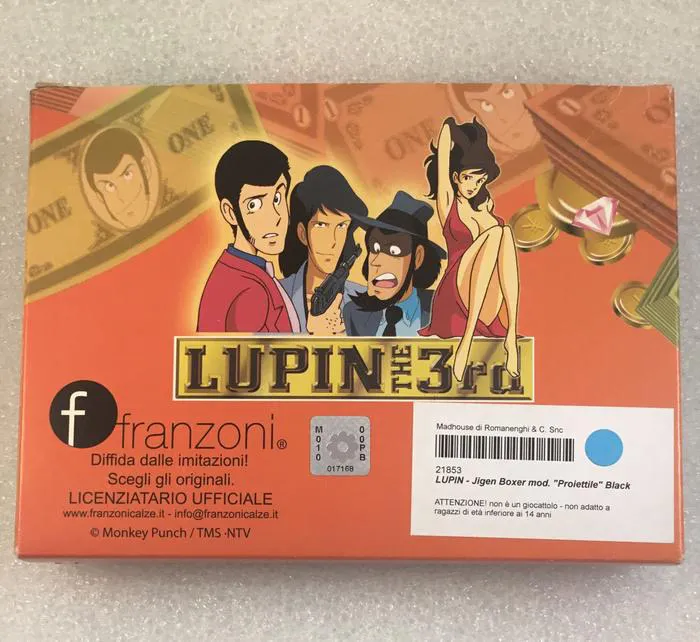 ONE
ONE
ONE
LUPIN THE 3rd
f franzoni®
Diffida dalle imitazioni!
Scegli gli originali.
LICENZIATARIO UFFICIALE
www.franzonicalze.it - info@franzonicalze.it
© Monkey Punch / TMS ·NTV
M010
00PB
017168
Madhouse di Romanenghi & C. Snc
21853
LUPIN - Jigen Boxer mod. "Proiettile" Black
ATTENZIONE! non è un giocattolo - non adatto a
ragazzi di età inferiore ai 14 anni